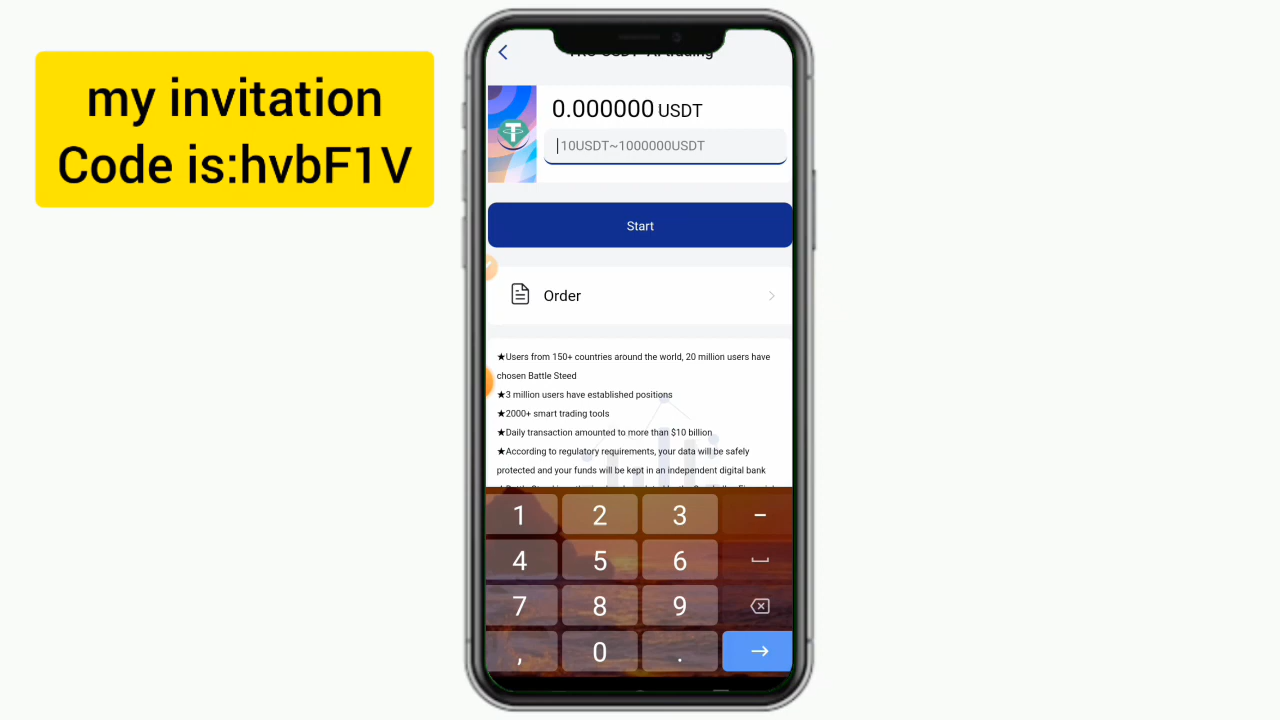 my invitation
Code is:hvbF1V
0.000000 USDT
10USDT~1000000USDT
Start
Order
★Users from 150+ countries around the world, 20 million users have
chosen Battle Steed
★3 million users have established positions
★2000+ smart trading tools
★Daily transaction amounted to more than $10 billion
★According to regulatory requirements, your data will be safely
protected and your funds will be kept in an independent digital bank
1 2 3 -
4 5 6
7 8 9
, 0 .